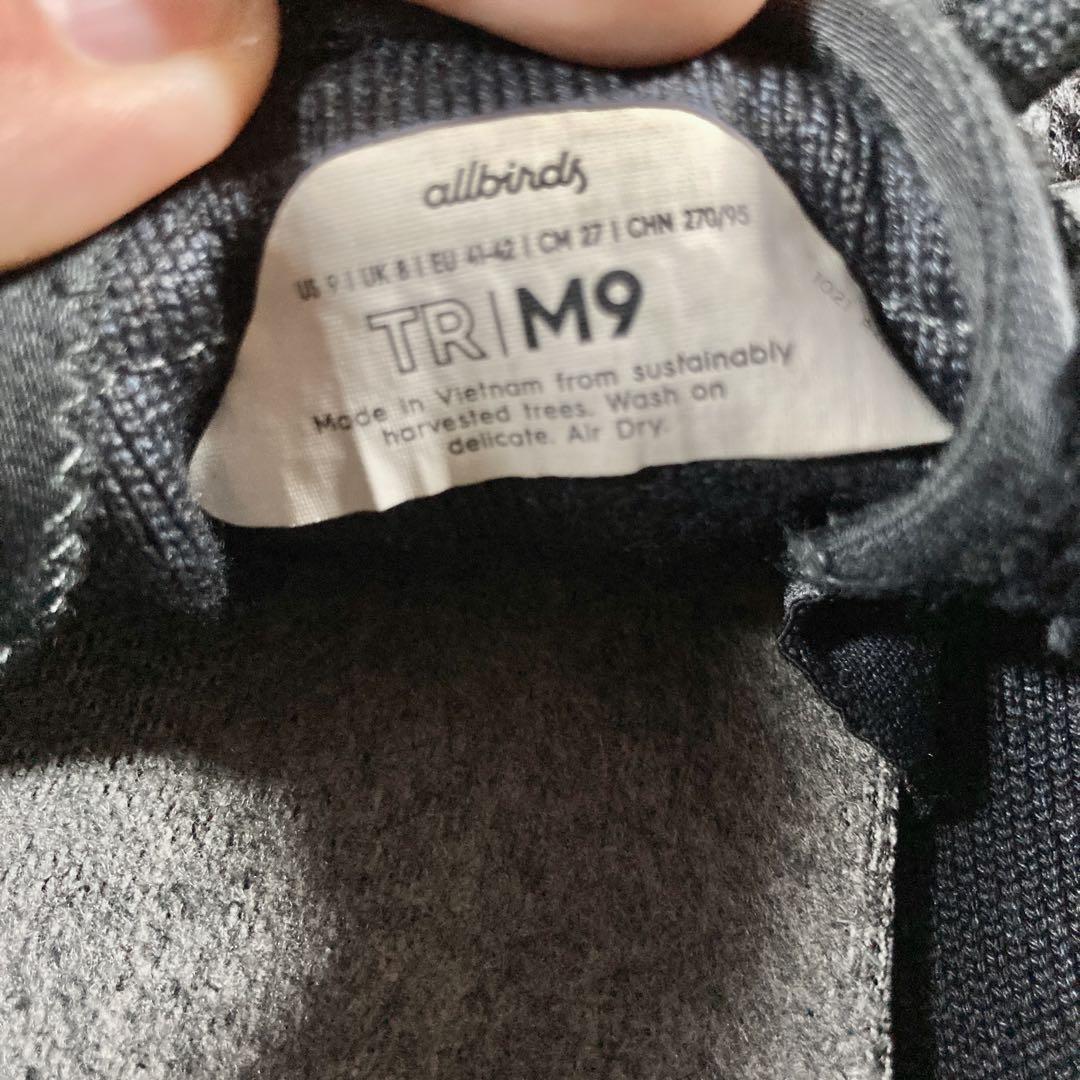 allbirds
US 9 | UK 8 | EU 41-42 | CM 27 | CHN 270/95
TR | M9
Made in Vietnam from sustainably
harvested trees. Wash on
delicate. Air Dry.